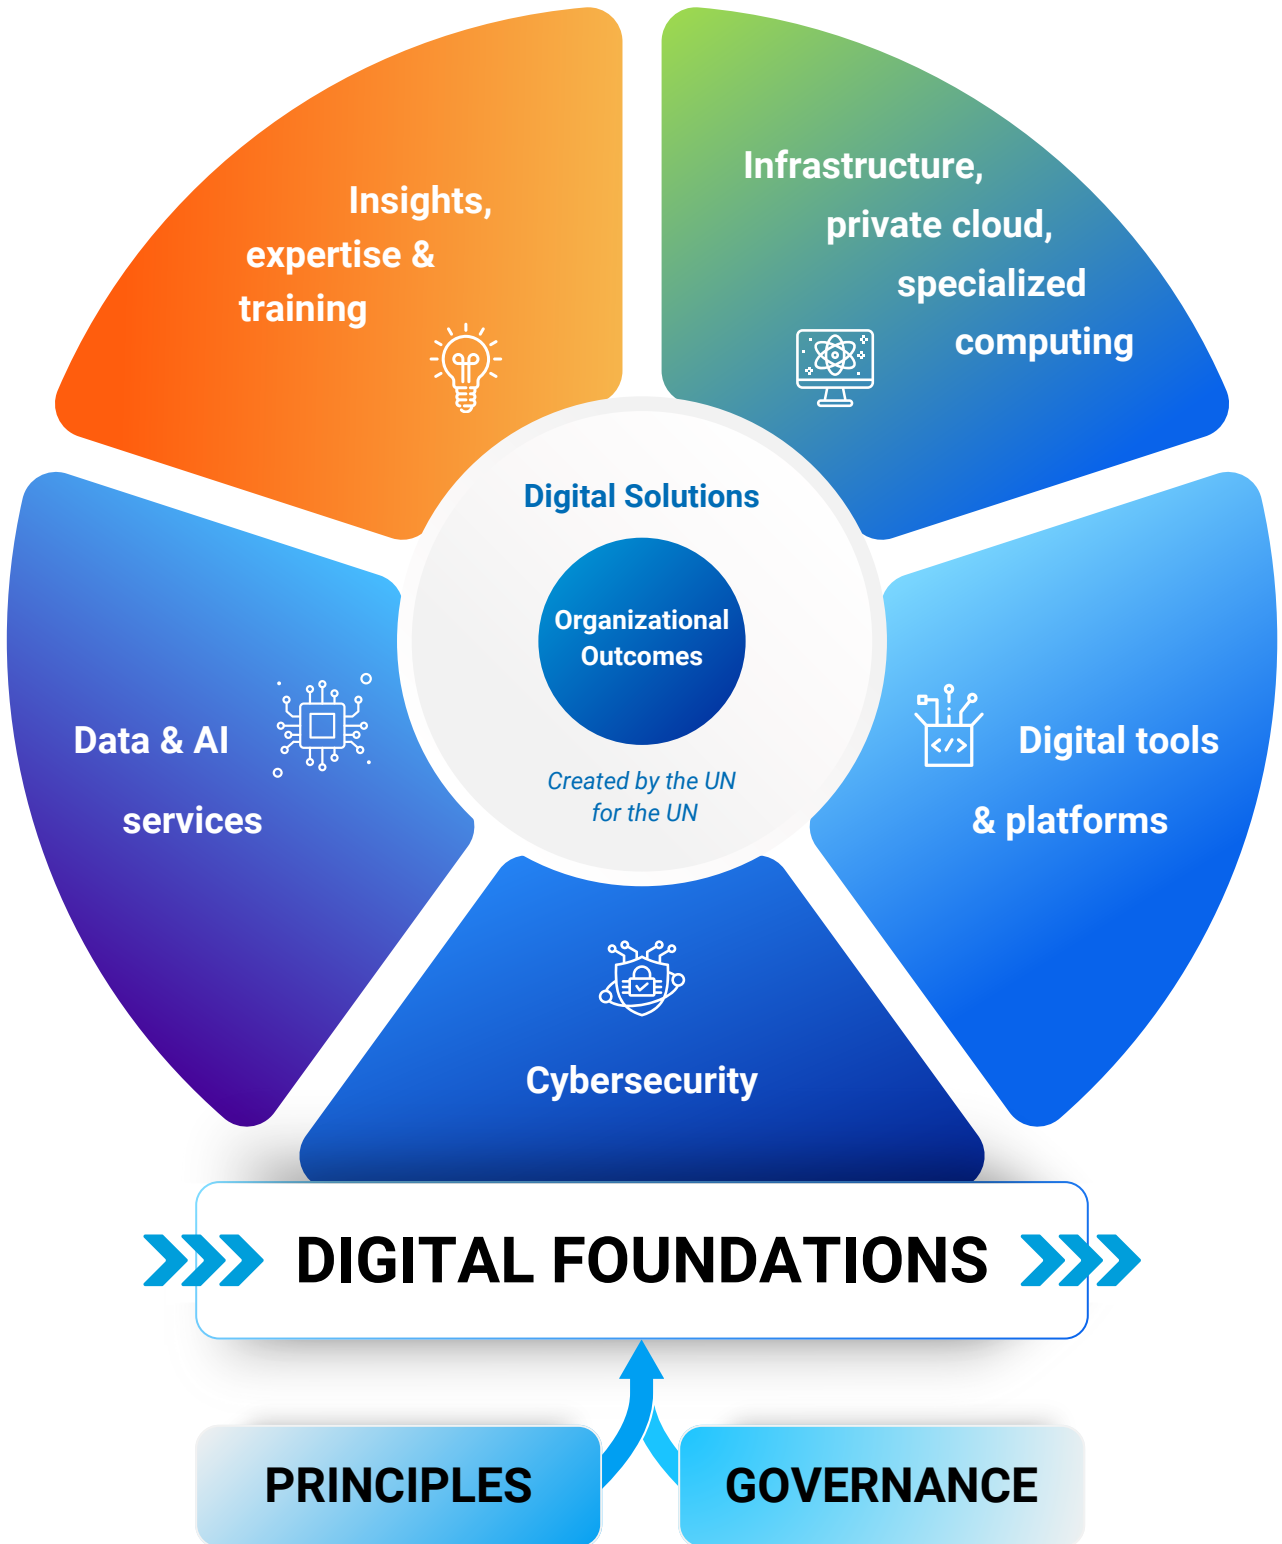 Insights,
expertise &
training
Infrastructure,
private cloud,
specialized
computing
Digital Solutions
Organizational
Outcomes
Created by the UN
for the UN
Data & AI
services
</>
Digital tools
& platforms
Cybersecurity
DIGITAL FOUNDATIONS
PRINCIPLES
GOVERNANCE